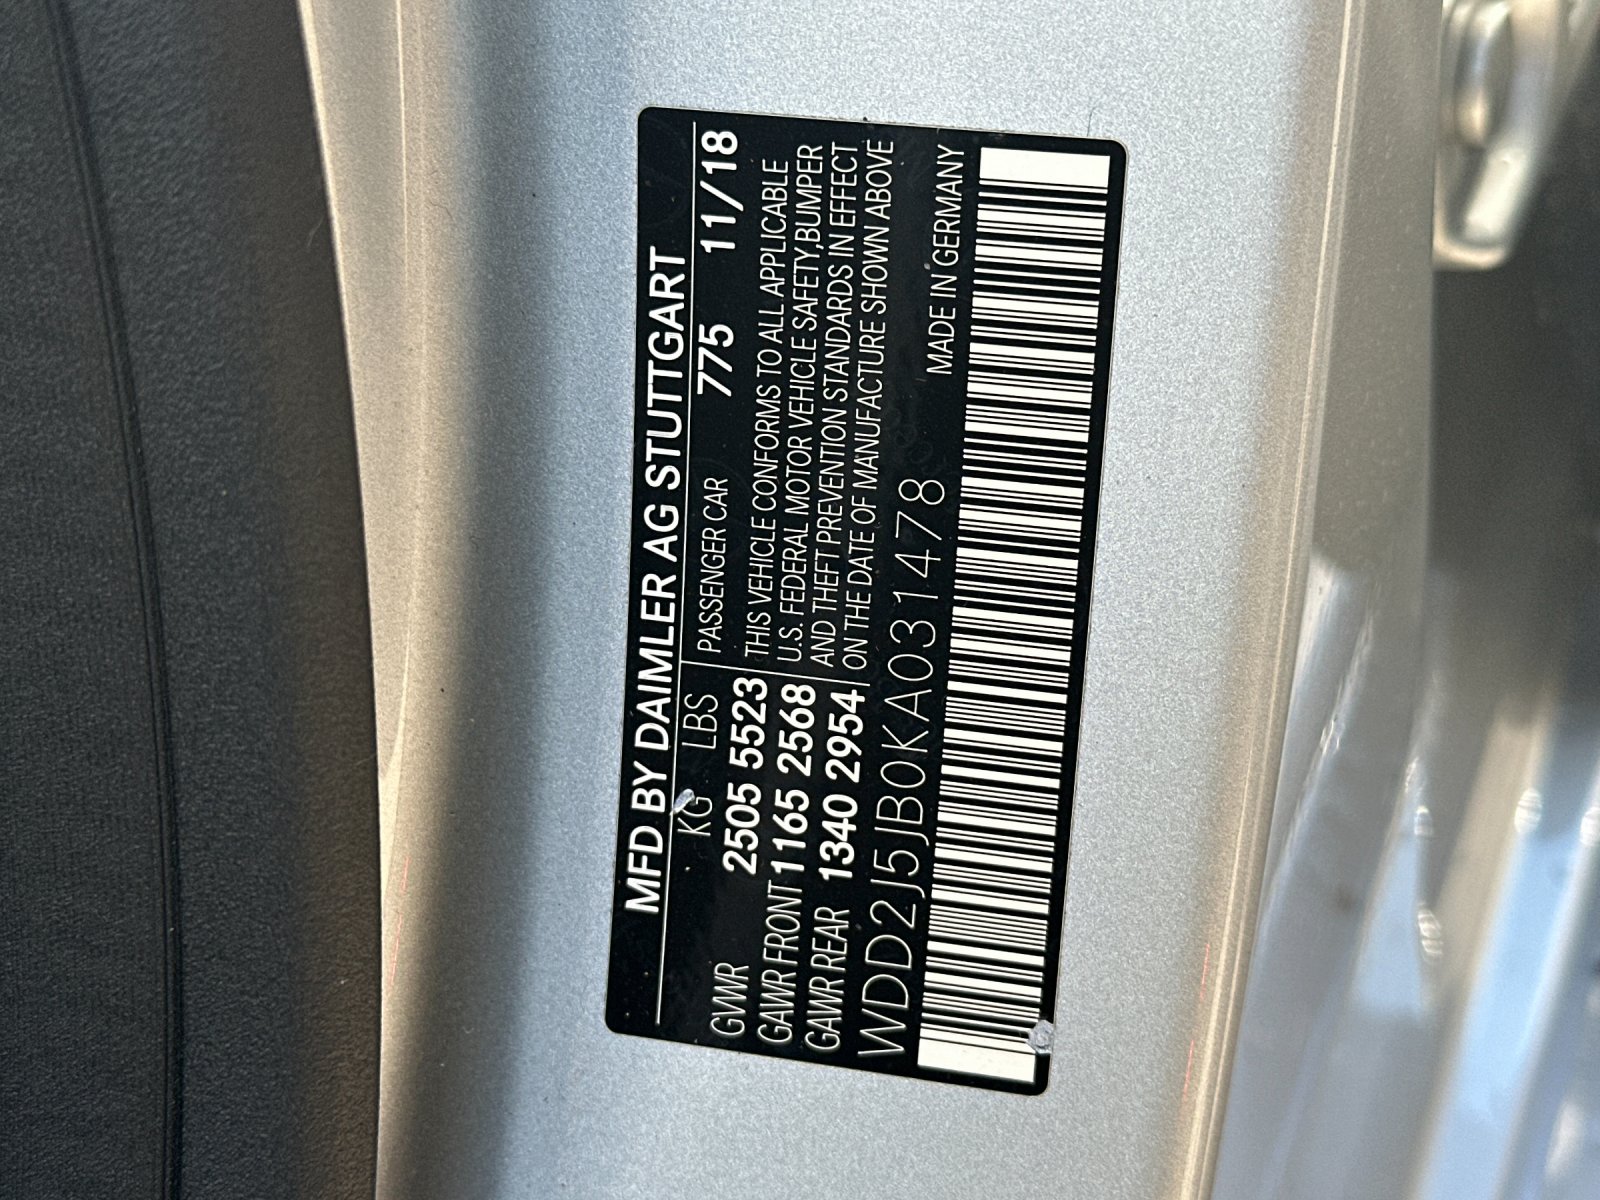 MFD BY DAIMLER AG STUTTGART
KG LBS
GVWR 2505 5523
GAWR FRONT 1165 2568
GAWR REAR 1340 2954
PASSENGER CAR 775 11/18
THIS VEHICLE CONFORMS TO ALL APPLICABLE
U.S. FEDERAL MOTOR VEHICLE SAFETY,BUMPER
AND THEFT PREVENTION STANDARDS IN EFFECT
ON THE DATE OF MANUFACTURE SHOWN ABOVE
WDD2J5JB0KA031478
MADE IN GERMANY